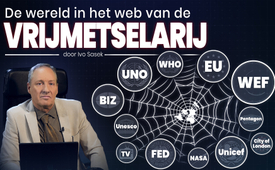 De wereld in het web van de
VRIJMETSELARIJ
door Ivo Sasek
WHO
EU
UNO
WEF
BIZ
Pentagon
Unesco
City of
London
TV
FED
NASA
Unicef